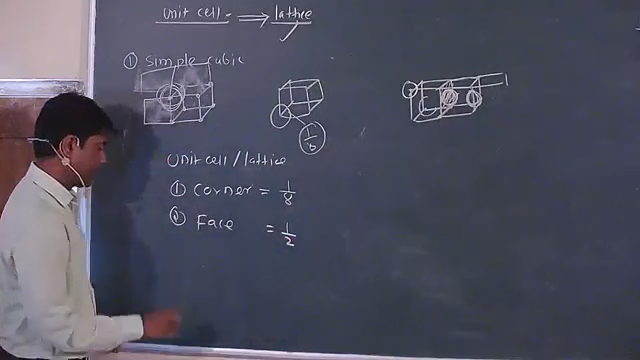 unit cell. ⟹ lattice
① simple cubic
1/8
Unit cell / lattice
① Corner = 1/8
② Face = 1/2